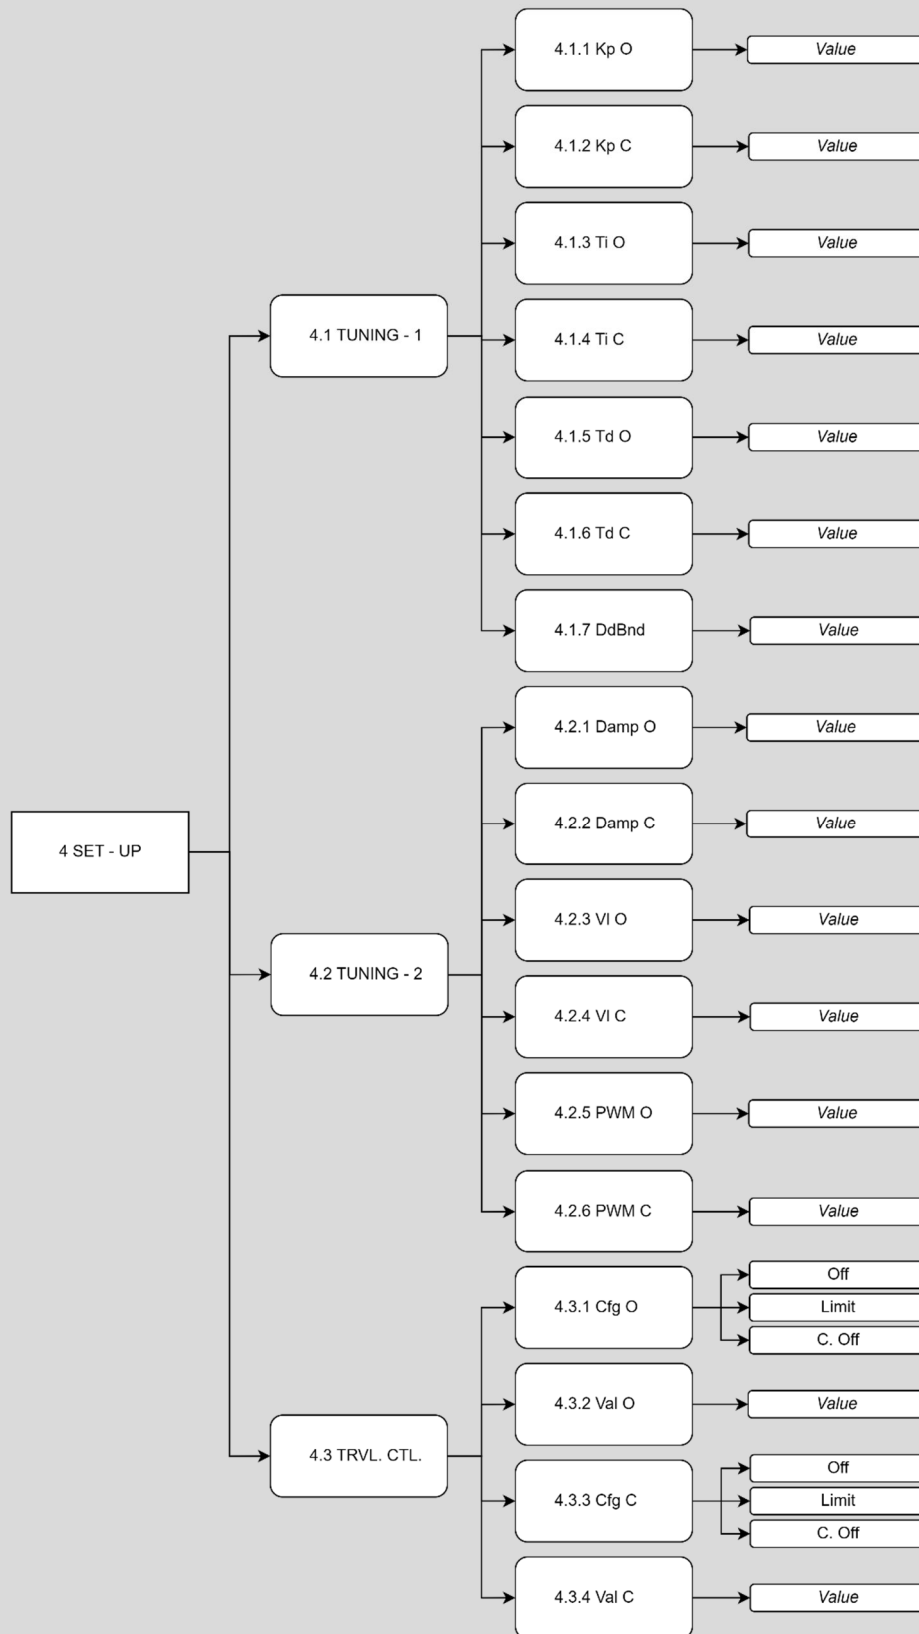 4.1.1 Kp O
Value
4.1.2 Kp C
Value
4.1.3 Ti O
Value
4.1 TUNING - 1
4.1.4 Ti C
Value
4.1.5 Td O
Value
4.1.6 Td C
Value
4.1.7 DdBnd
Value
4.2.1 Damp O
Value
4.2.2 Damp C
Value
4 SET - UP
4.2.3 VI O
Value
4.2 TUNING - 2
4.2.4 VI C
Value
4.2.5 PWM O
Value
4.2.6 PWM C
Value
4.3.1 Cfg O
Off
Limit
C. Off
4.3.2 Val O
Value
4.3 TRVL. CTL.
4.3.3 Cfg C
Off
Limit
C. Off
4.3.4 Val C
Value